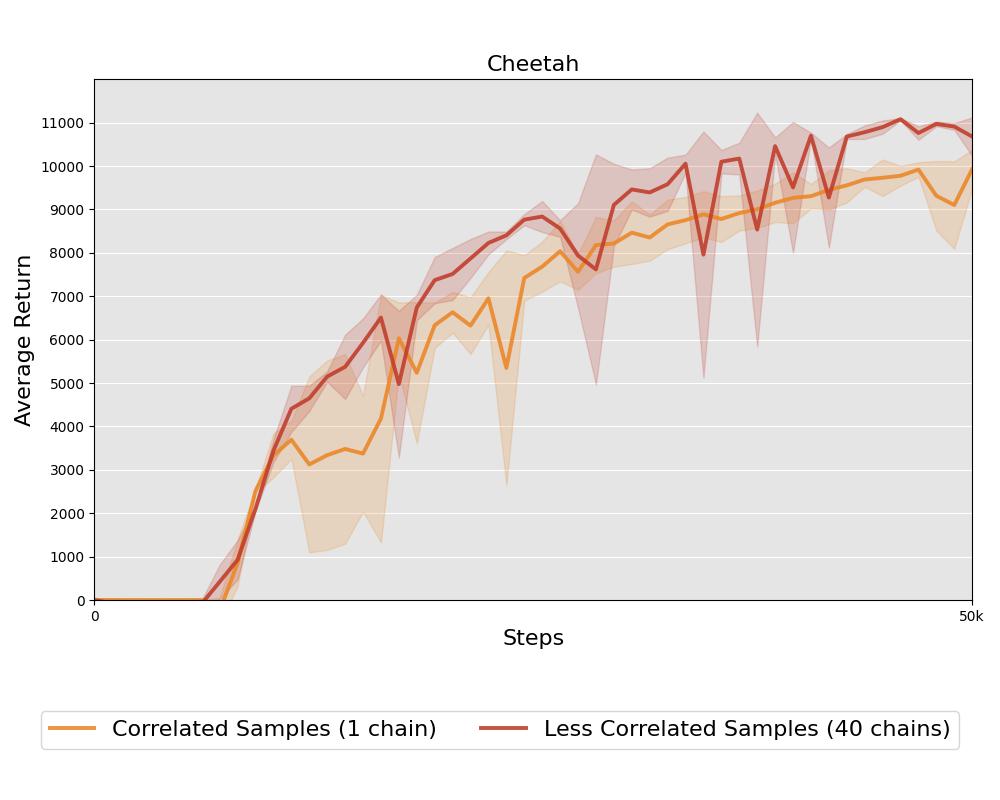 Cheetah
Average Return
11000
10000
9000
8000
7000
6000
5000
4000
3000
2000
1000
0
0
50k
Steps
Correlated Samples (1 chain)
Less Correlated Samples (40 chains)